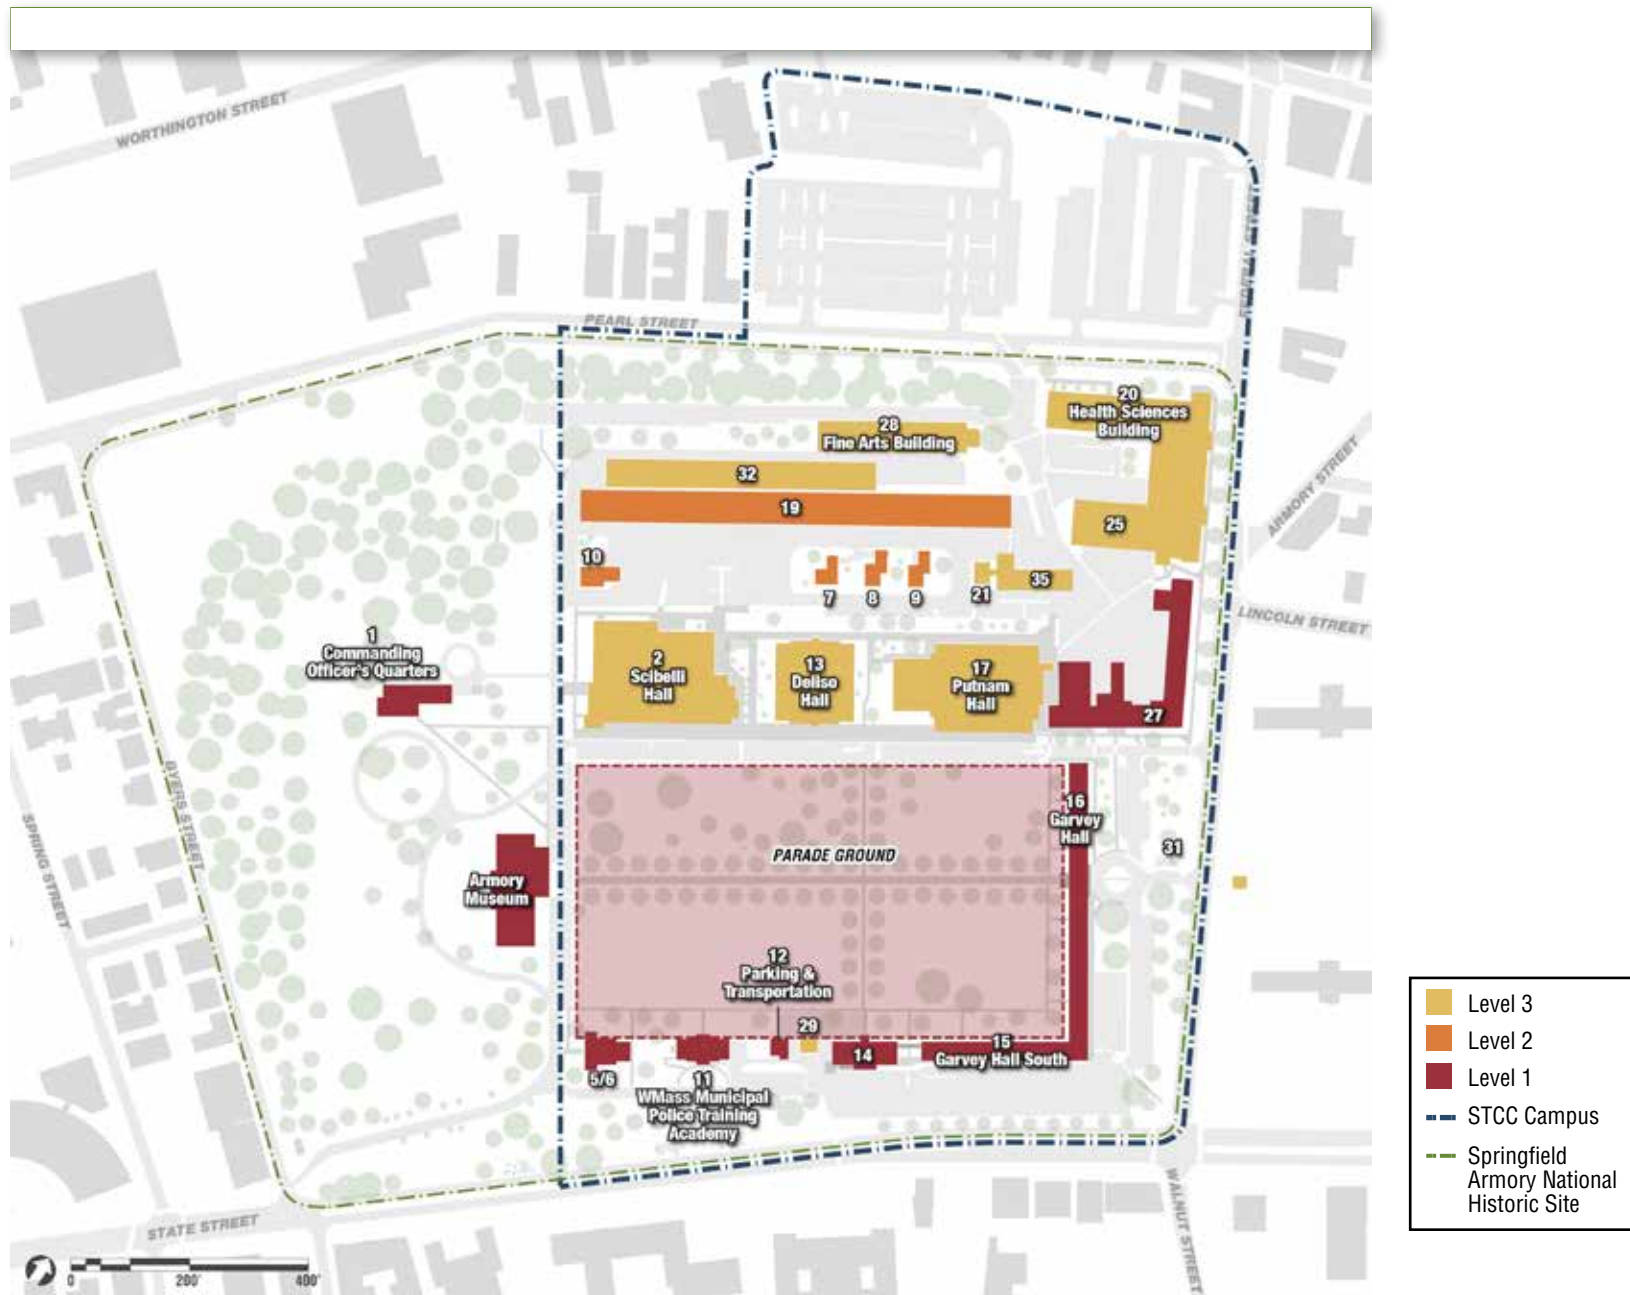 WORTHINGTON STREET
PEARL STREET
FEDERAL STREET
20
Health Sciences
Building
28
Fine Arts Building
32
19
25
ARMORY STREET
10
7
8
9
21
35
LINCOLN STREET
1
Commanding
Officer's Quarters
2
Scibelli
Hall
13
Deliso
Hall
17
Putnam
Hall
27
BYERS STREET
SPRING STREET
16
Garvey
Hall
31
PARADE GROUND
Armory
Museum
12
Parking &
Transportation
29
14
15
Garvey Hall South
5/6
11
WMass Municipal
Police Training
Academy
STATE STREET
WALNUT STREET
0
200'
400'
Level 3
Level 2
Level 1
STCC Campus
Springfield
Armory National
Historic Site